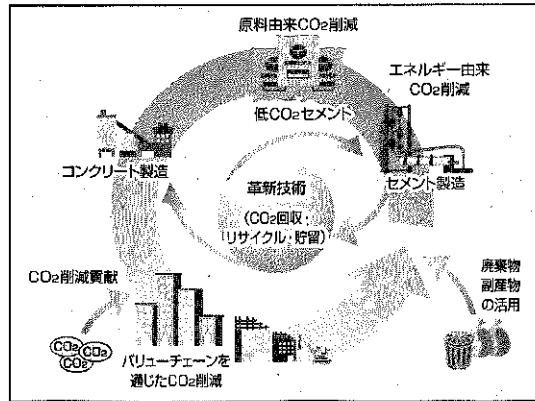 原料由来CO₂削減
エネルギー由来
CO₂削減
低CO₂セメント
コンクリート製造
セメント製造
革新技術
(CO₂回収・
リサイクル・貯留)
CO₂削減貢献
廃棄物
副産物
の活用
CO₂
CO₂
CO₂
バリューチェーンを
通じたCO₂削減